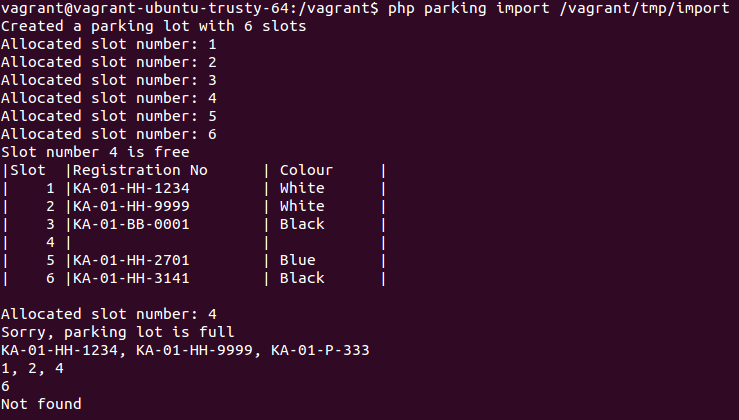 vagrant@vagrant-ubuntu-trusty-64:/vagrant$ php parking import /vagrant/tmp/import
Created a parking lot with 6 slots
Allocated slot number: 1
Allocated slot number: 2
Allocated slot number: 3
Allocated slot number: 4
Allocated slot number: 5
Allocated slot number: 6
Slot number 4 is free
|Slot  |Registration No      | Colour     |
|    1 |KA-01-HH-1234        | White      |
|    2 |KA-01-HH-9999        | White      |
|    3 |KA-01-BB-0001        | Black      |
|    4 |                     |            |
|    5 |KA-01-HH-2701        | Blue       |
|    6 |KA-01-HH-3141        | Black      |

Allocated slot number: 4
Sorry, parking lot is full
KA-01-HH-1234, KA-01-HH-9999, KA-01-P-333
1, 2, 4
6
Not found